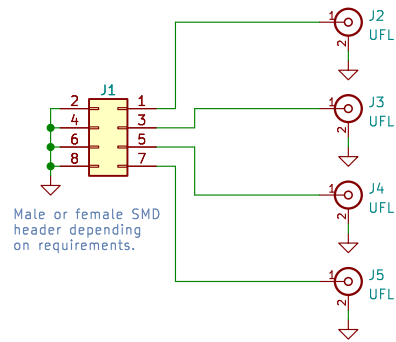 J2
1
UFL
2
J1
2 1
4 3
6 5
8 7
J3
1
UFL
2
Male or female SMD
header depending
on requirements.
J4
1
UFL
2
J5
1
UFL
2